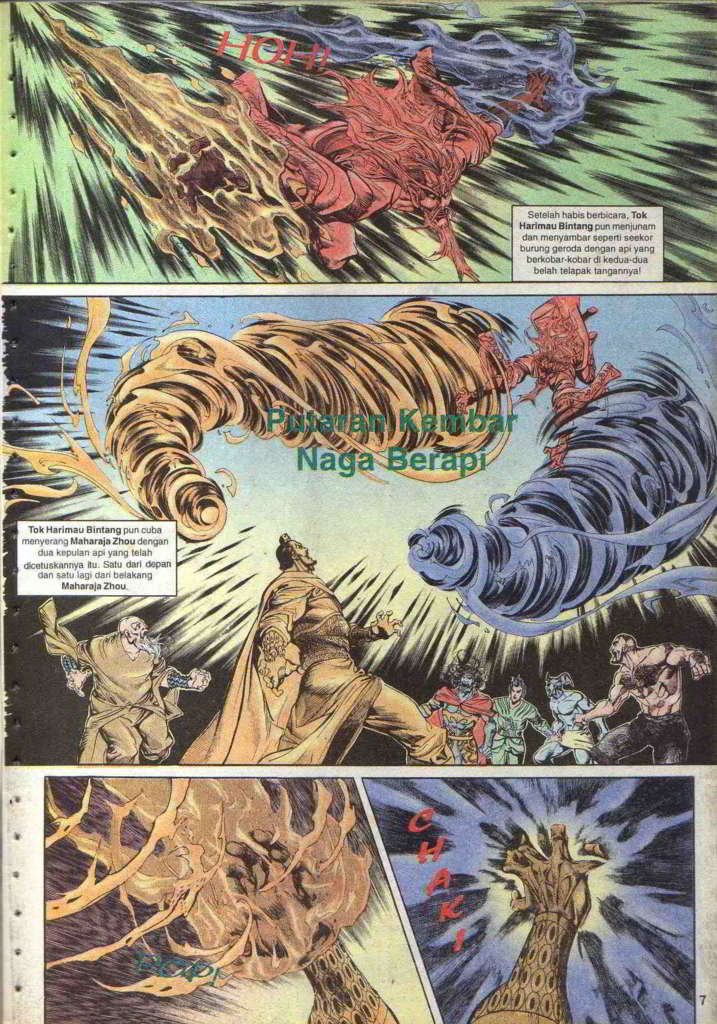 HOH!
Setelah habis berbicara, Tok
Harimau Bintang pun menjunam
dan menyambar seperti seekor
burung geroda dengan api yang
berkobar-kobar di kedua-dua
belah telapak tangannya!
Putaran Kembar
Naga Berapi
Tok Harimau Bintang pun cuba
menyerang Maharaja Zhou dengan
dua kepulan api yang telah
dicetuskannya itu. Satu dari depan
dan satu lagi dari belakang
Maharaja Zhou.
CHAK!
7